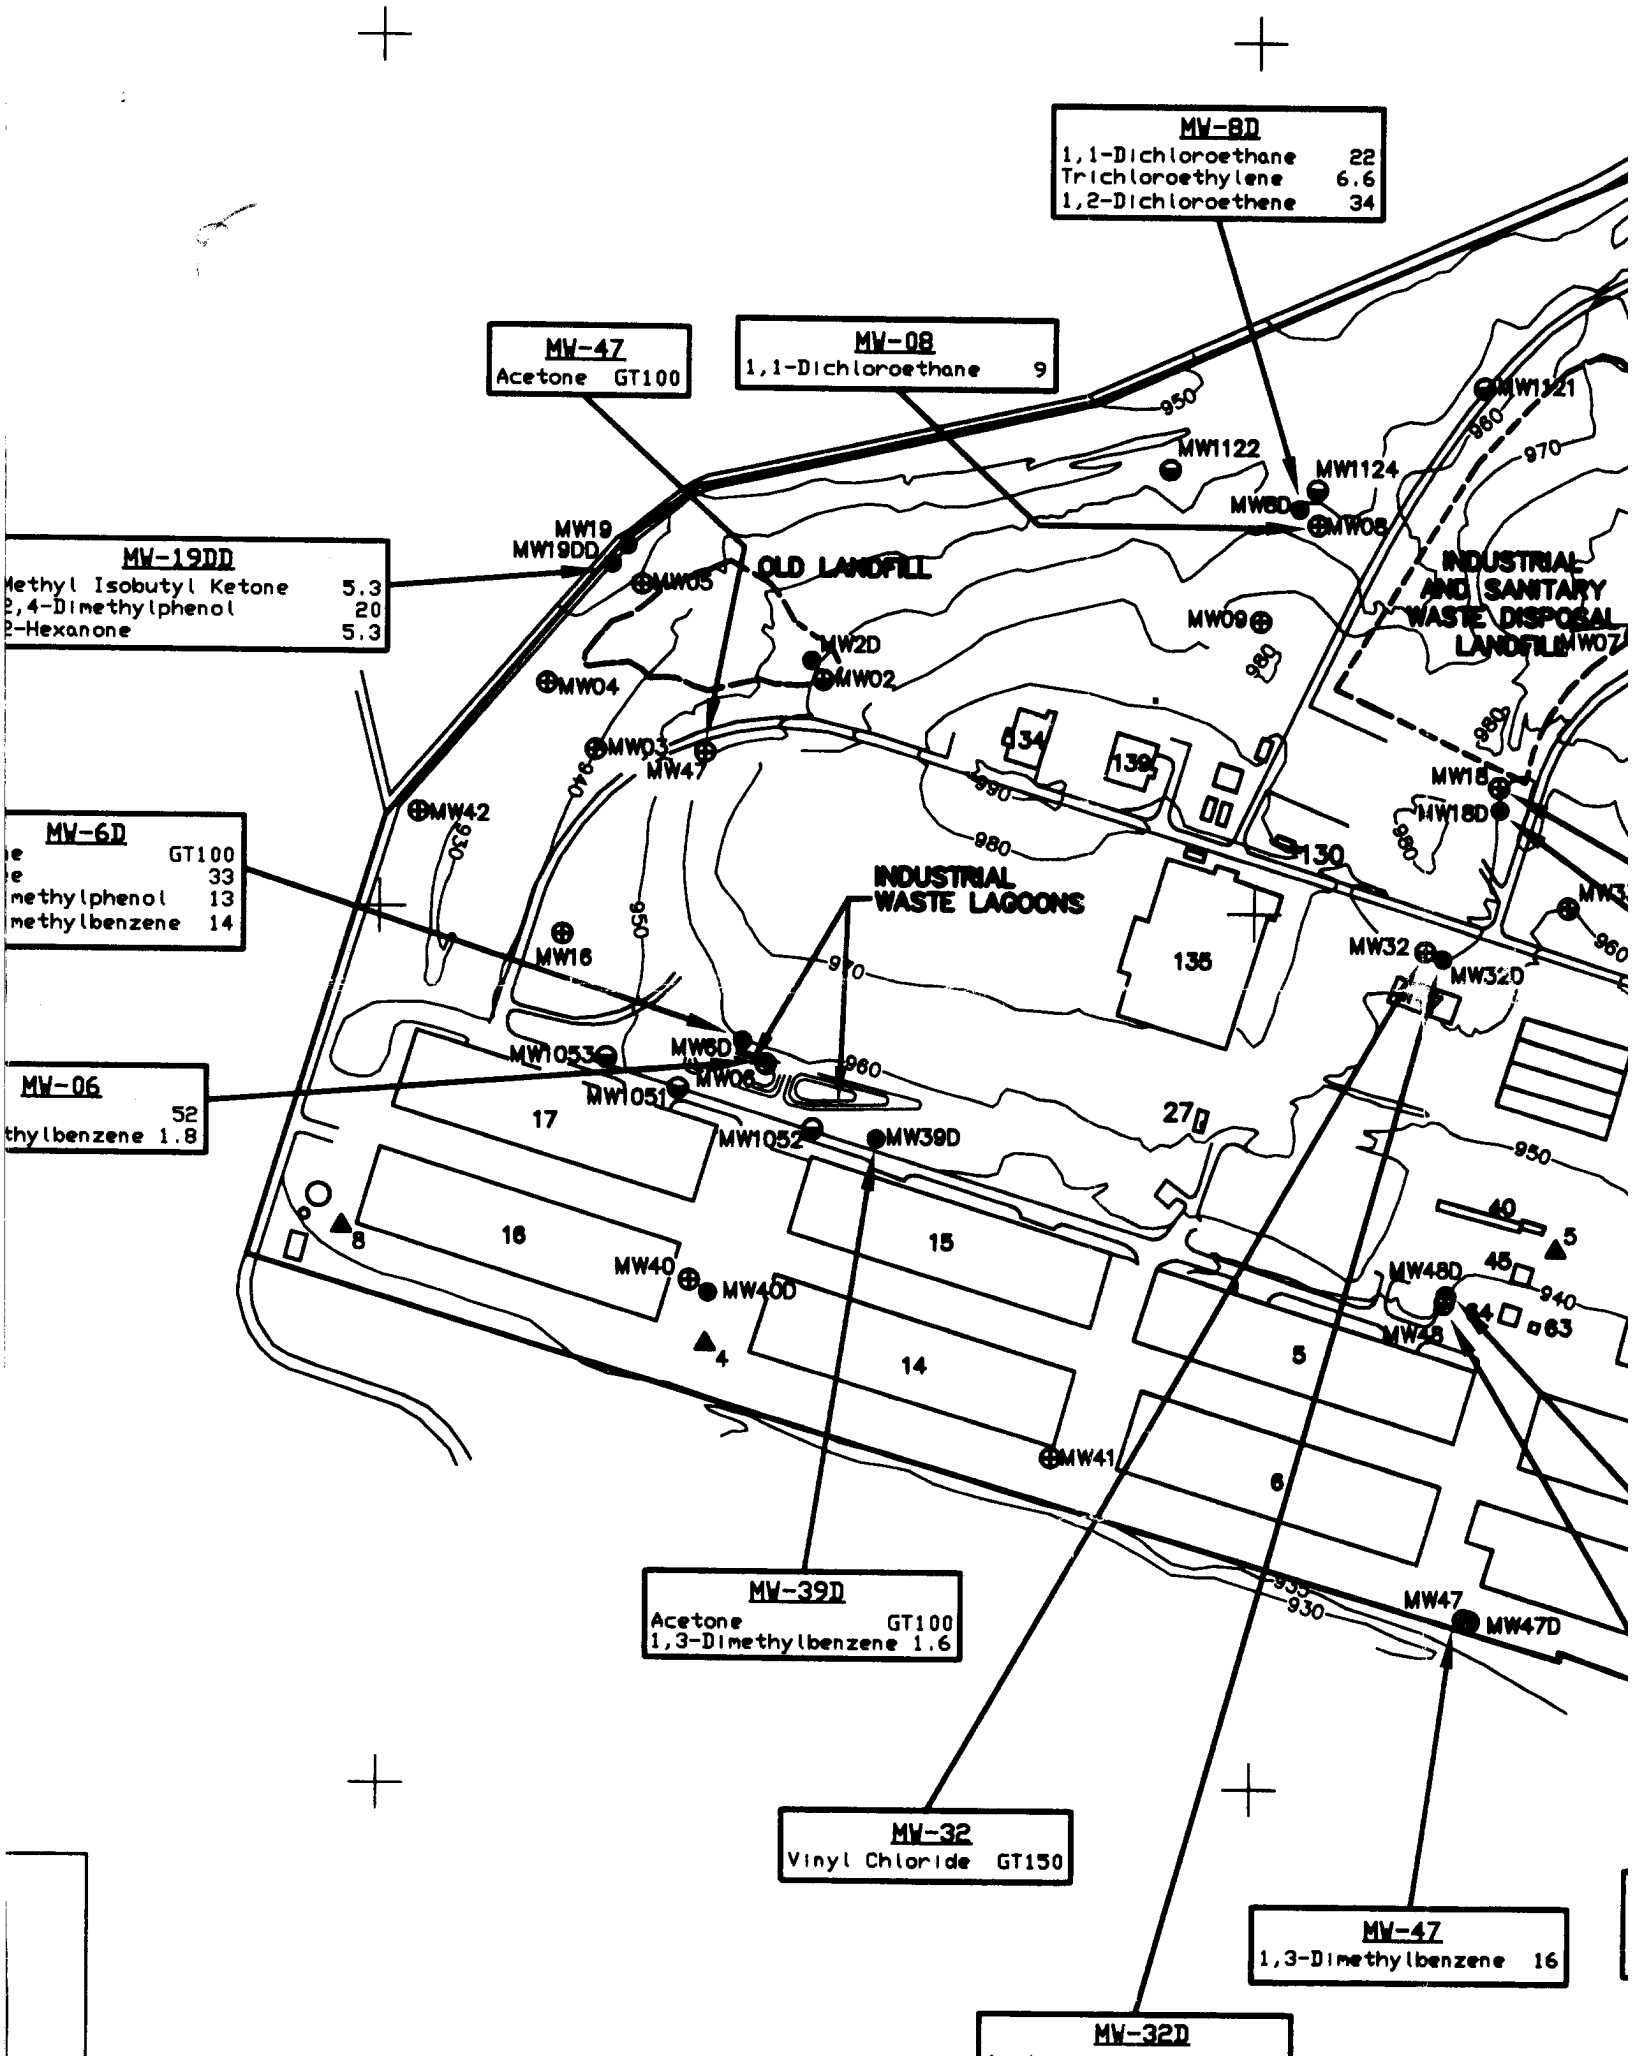 MW-8D
1,1-Dichloroethane 22
Trichloroethylene 6.6
1,2-Dichloroethene 34
MW-47
Acetone GT100
MW-08
1,1-Dichloroethane 9
950
MW1121
960
970
MW1122
MW1124
MW8D
MW08
MW19
MW19DD
MW-19DD
Methyl Isobutyl Ketone 5.3
2,4-Dimethylphenol 20
2-Hexanone 5.3
MW05
OLD LANDFILL
INDUSTRIAL
AND SANITARY
WASTE DISPOSAL
LANDFILL
MW07
MW09
980
MW2D
MW02
MW04
MW03
MW47
134
139
980
940
990
MW18
MW18D
MW42
930
980
980
130
MW-6D
e GT100
e 33
methylphenol 13
methylbenzene 14
INDUSTRIAL
WASTE LAGOONS
950
MW16
970
135
MW32
MW32D
MW3
960
MW1053
MW6D
MW06
960
MW1051
MW-06
52
thylbenzene 1.8
17
MW1052
MW39D
27
950
40
5
8
16
15
MW40
MW40D
MW48D
45
940
64
63
MW48
4
14
5
MW41
6
935
930
MW47
MW47D
MW-39D
Acetone GT100
1,3-Dimethylbenzene 1.6
MW-32
Vinyl Chloride GT150
MW-47
1,3-Dimethylbenzene 16
MW-32D